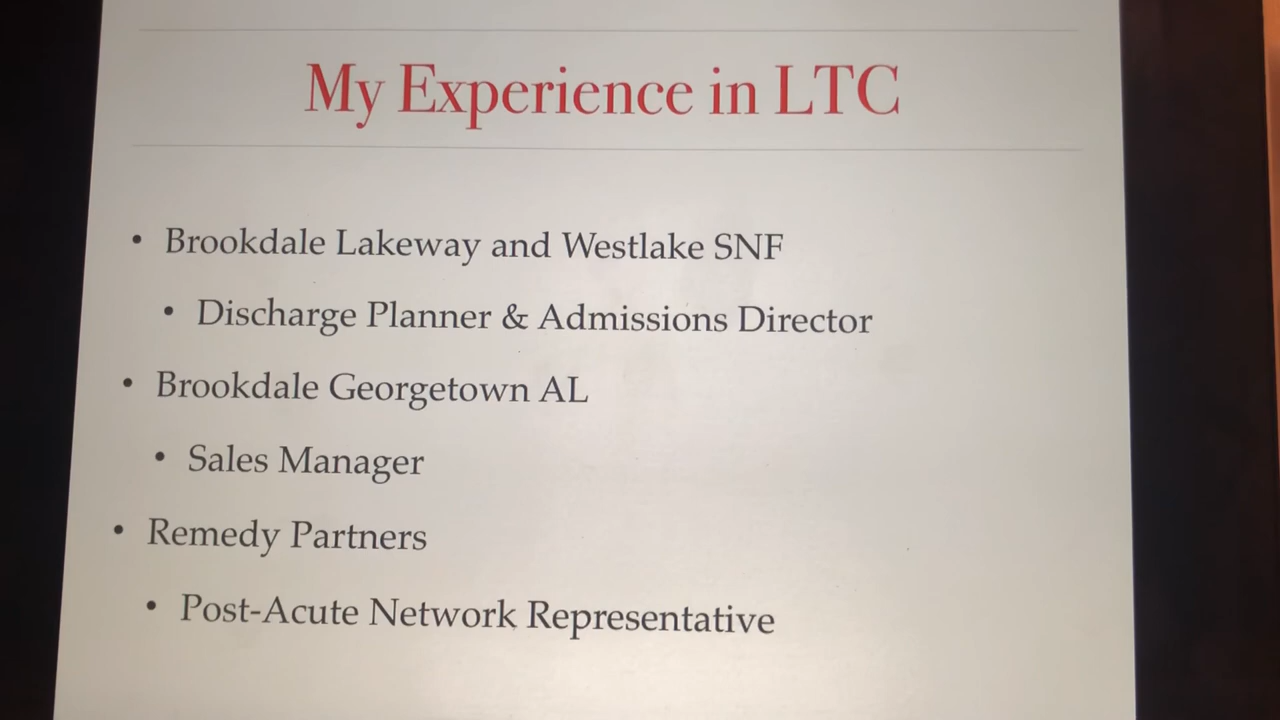 My Experience in LTC
• Brookdale Lakeway and Westlake SNF
• Discharge Planner & Admissions Director
• Brookdale Georgetown AL
• Sales Manager
• Remedy Partners
• Post-Acute Network Representative